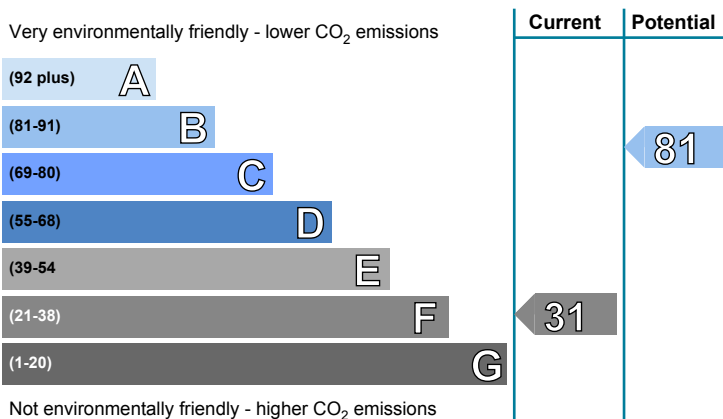 Current Potential
Very environmentally friendly - lower CO2 emissions
(92 plus) A
(81-91) B
81
(69-80) C
(55-68) D
(39-54 E
(21-38) F 31
(1-20) G
Not environmentally friendly - higher CO2 emissions